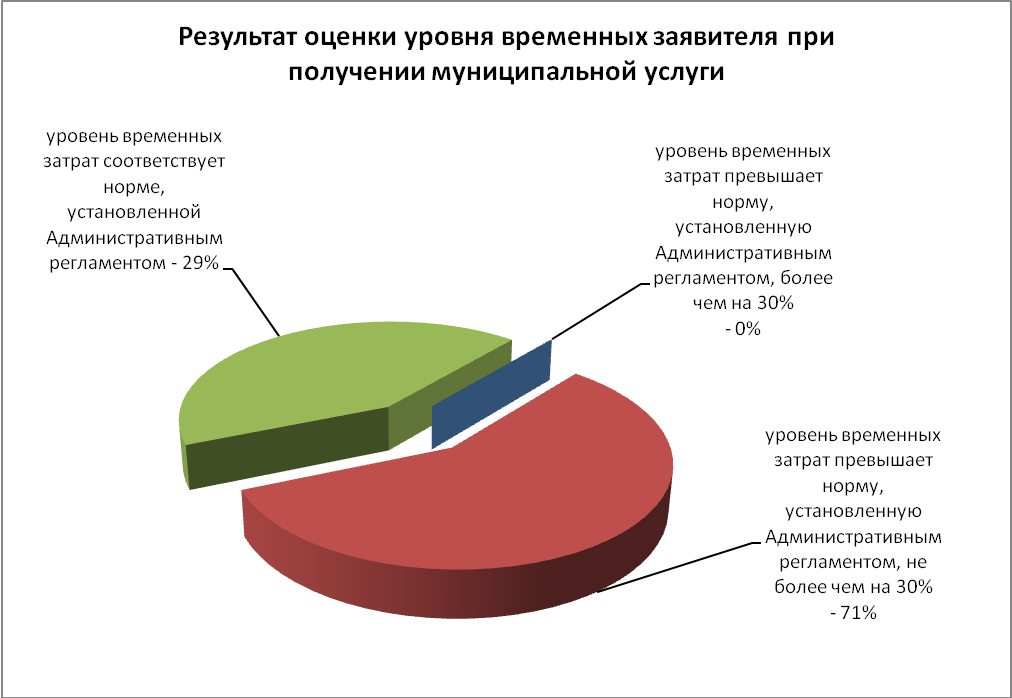 Результат оценки уровня временных заявителя при
получении муниципальной услуги
уровень временных
затрат соответствует
норме,
установленной
Административным
регламентом - 29%
уровень временных
затрат превышает
норму,
установленную
Административным
регламентом, более
чем на 30%
- 0%
уровень временных
затрат превышает
норму,
установленную
Административным
регламентом, не
более чем на 30%
- 71%